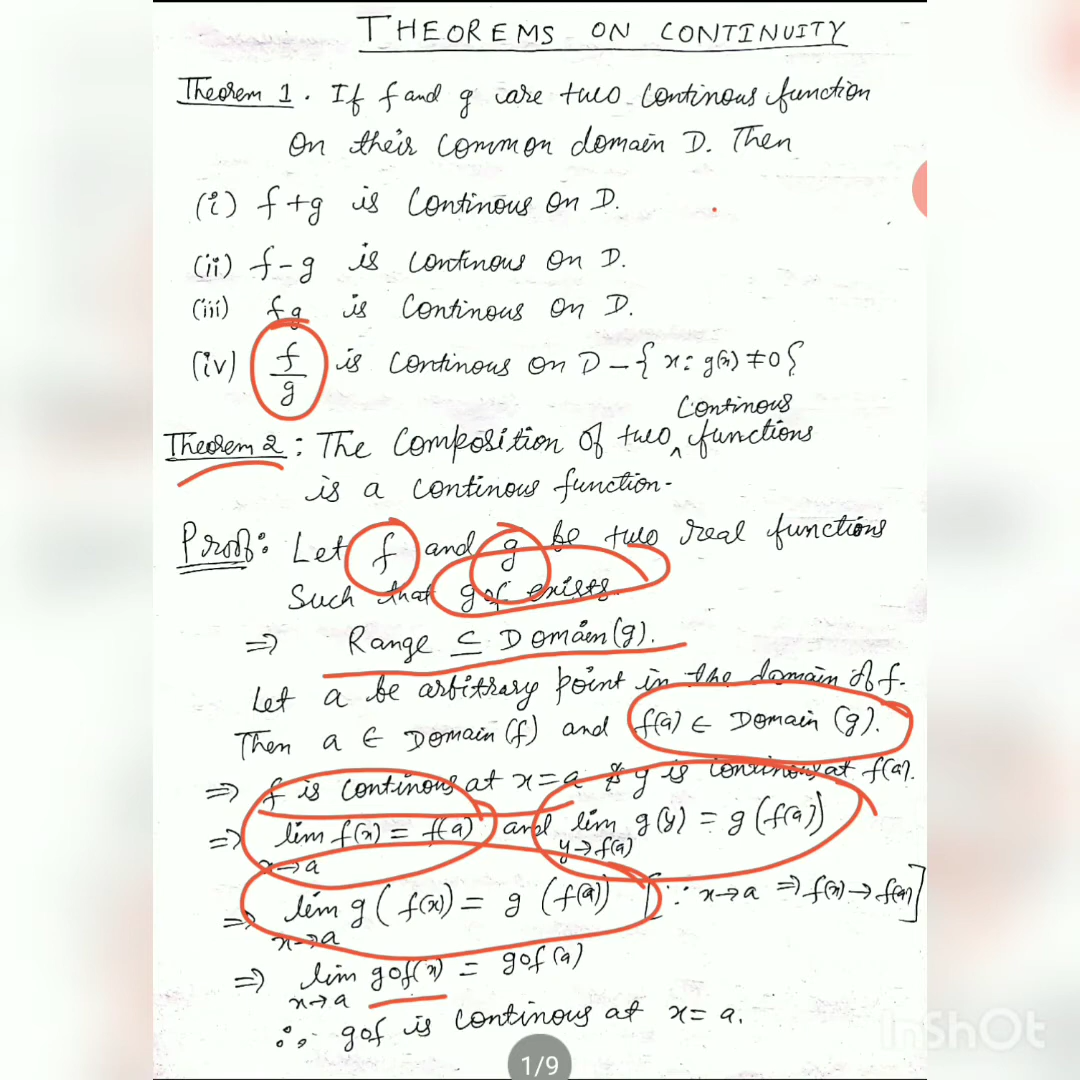 THEOREMS ON CONTINUITY
Theorem 1. If f and g are two continous function
on their common domain D. Then
(i) f+g is continous on D.
(ii) f-g is continous on D.
(iii) fg is continous on D.
(iv) f/g is continous on D - { x: g(x) ≠ 0 }
continous
Theorem 2: The composition of two ^ functions
is a continous function-
Proof: Let f and g be two real functions
Such that gof exists.
⇒ Range ⊆ Domain(g).
Let a be arbitrary point in the domain of f.
Then a ∈ Domain(f) and f(a) ∈ Domain (g).
⇒ f is continous at x=a & g is continous at f(a).
⇒ lim f(x) = f(a) and lim g(y) = g(f(a))
x→a y→f(a)
⇒ lim g(f(x)) = g(f(a)) [∵ x→a ⇒ f(x)→f(a)]
x→a
⇒ lim gof(x) = gof(a)
x→a
∴ gof is continous at x=a.
InShOt
1/9